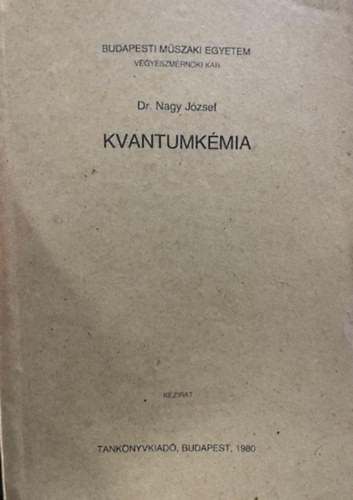 BUDAPESTI MŰSZAKI EGYETEM
VEGYÉSZMÉRNÖKI KAR
Dr. Nagy József
KVANTUMKÉMIA
KÉZIRAT
TANKÖNYVKIADÓ, BUDAPEST, 1980